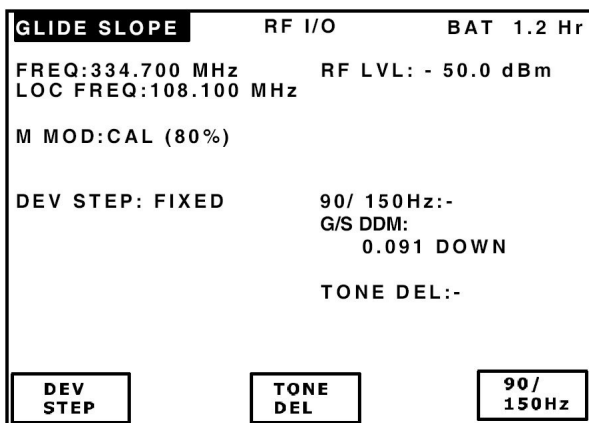 GLIDE SLOPE RF I/O BAT 1.2 Hr
FREQ:334.700 MHz RF LVL: - 50.0 dBm
LOC FREQ:108.100 MHz
M MOD:CAL (80%)
DEV STEP: FIXED 90/ 150Hz:-
G/S DDM:
0.091 DOWN
TONE DEL:-
DEV STEP
TONE DEL
90/ 150Hz